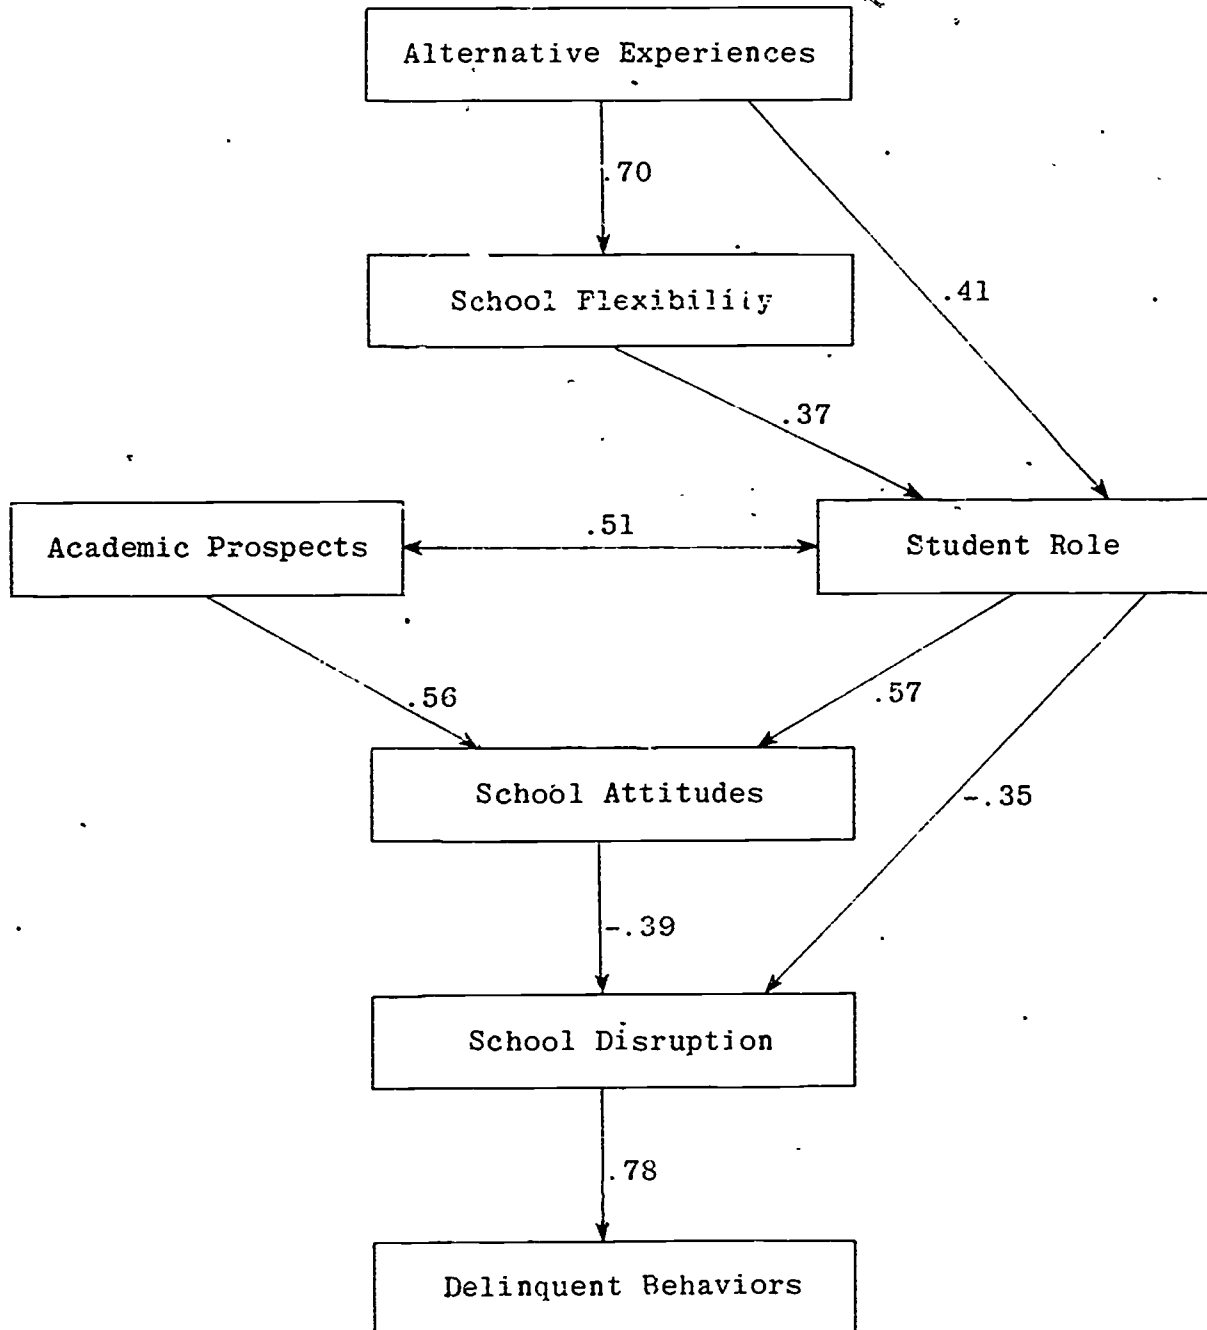 Alternative Experiences
.70
School Flexibility
.41
.37
Academic Prospects
.51
Student Role
.56
.57
School Attitudes
-.35
-.39
School Disruption
.78
Delinquent Behaviors